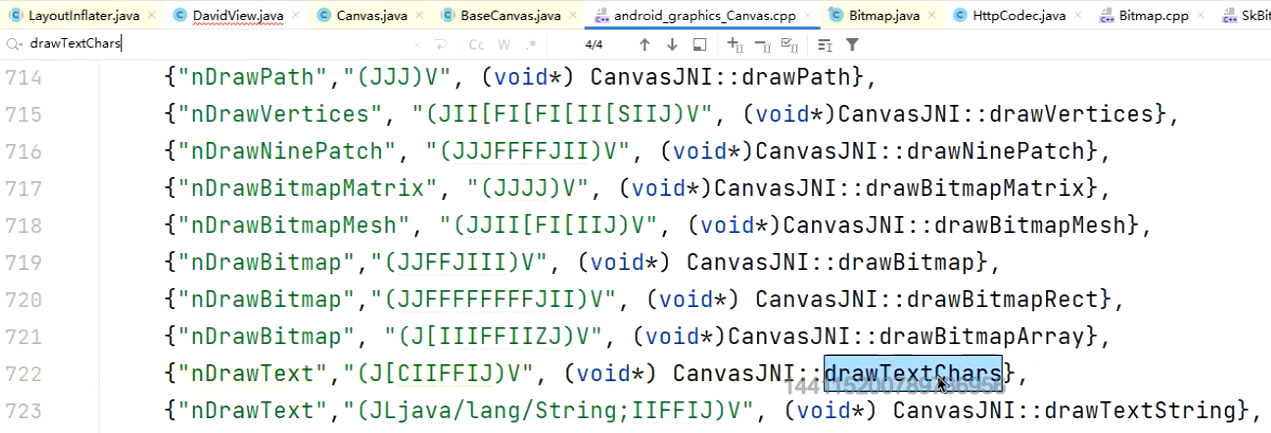 LayoutInflater.java DavidView.java Canvas.java BaseCanvas.java android_graphics_Canvas.cpp Bitmap.java HttpCodec.java Bitmap.cpp SkBit
drawTextChars Cc W .* 4/4
714 {"nDrawPath","(JJJ)V", (void*) CanvasJNI::drawPath},
715 {"nDrawVertices", "(JII[FI[FI[II[SIIJ)V", (void*)CanvasJNI::drawVertices},
716 {"nDrawNinePatch", "(JJJFFFFJII)V", (void*)CanvasJNI::drawNinePatch},
717 {"nDrawBitmapMatrix", "(JJJJ)V", (void*)CanvasJNI::drawBitmapMatrix},
718 {"nDrawBitmapMesh", "(JJII[FI[IIJ)V", (void*)CanvasJNI::drawBitmapMesh},
719 {"nDrawBitmap","(JJFFJIII)V", (void*) CanvasJNI::drawBitmap},
720 {"nDrawBitmap","(JJFFFFFFFFJII)V", (void*) CanvasJNI::drawBitmapRect},
721 {"nDrawBitmap", "(J[IIIFFIIZJ)V", (void*)CanvasJNI::drawBitmapArray},
722 {"nDrawText","(J[CIIFFIJ)V", (void*) CanvasJNI::drawTextChars},
723 {"nDrawText","(JLjava/lang/String;IIFFIJ)V", (void*) CanvasJNI::drawTextString},